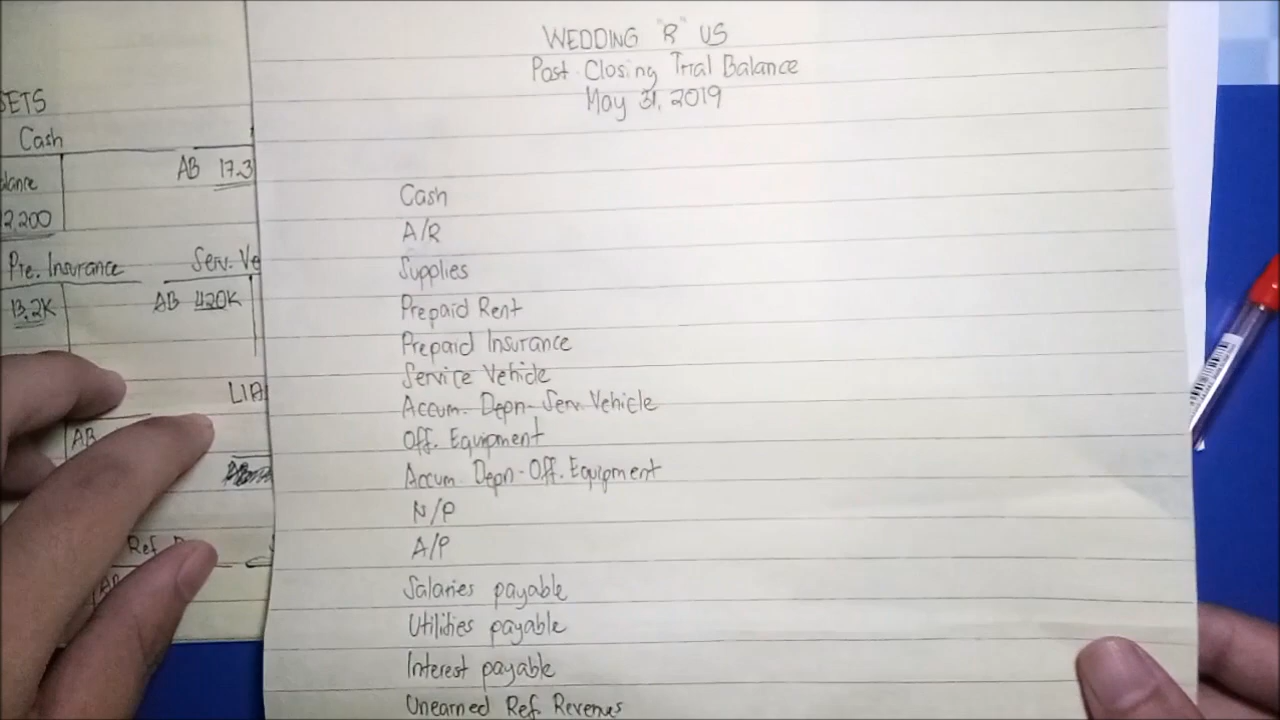 WEDDING "R" US
Post-Closing Trial Balance
May 31, 2019
Cash
A/R
Supplies
Prepaid Rent
Prepaid Insurance
Service Vehicle
Accum. Depn-Serv. Vehicle
Off. Equipment
Accum. Depn-Off. Equipment
N/P
A/P
Salaries payable
Utilities payable
Interest payable
Unearned Ref. Revenues
SETS
Cash
lance
AB 17.3
2,200
Pre. Insurance
Serv. Ve
13.2K
AB 420K
LIA
AB
Ref.